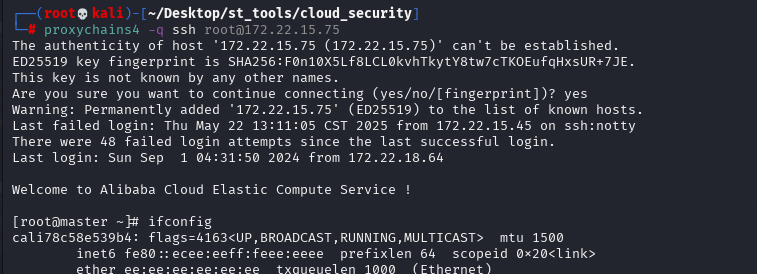 ┌──(root💀kali)-[~/Desktop/st_tools/cloud_security]
└─# proxychains4 -q ssh root@172.22.15.75
The authenticity of host '172.22.15.75 (172.22.15.75)' can't be established.
ED25519 key fingerprint is SHA256:F0n10X5Lf8LCL0kvhTkytY8tw7cTKOEufqHxsUR+7JE.
This key is not known by any other names.
Are you sure you want to continue connecting (yes/no/[fingerprint])? yes
Warning: Permanently added '172.22.15.75' (ED25519) to the list of known hosts.
Last failed login: Thu May 22 13:11:05 CST 2025 from 172.22.15.45 on ssh:notty
There were 48 failed login attempts since the last successful login.
Last login: Sun Sep  1 04:31:50 2024 from 172.22.18.64

Welcome to Alibaba Cloud Elastic Compute Service !

[root@master ~]# ifconfig
cali78c58e539b4: flags=4163<UP,BROADCAST,RUNNING,MULTICAST>  mtu 1500
        inet6 fe80::ecee:eeff:feee:eeee  prefixlen 64  scopeid 0x20<link>
        ether ee:ee:ee:ee:ee:ee  txqueuelen 1000  (Ethernet)